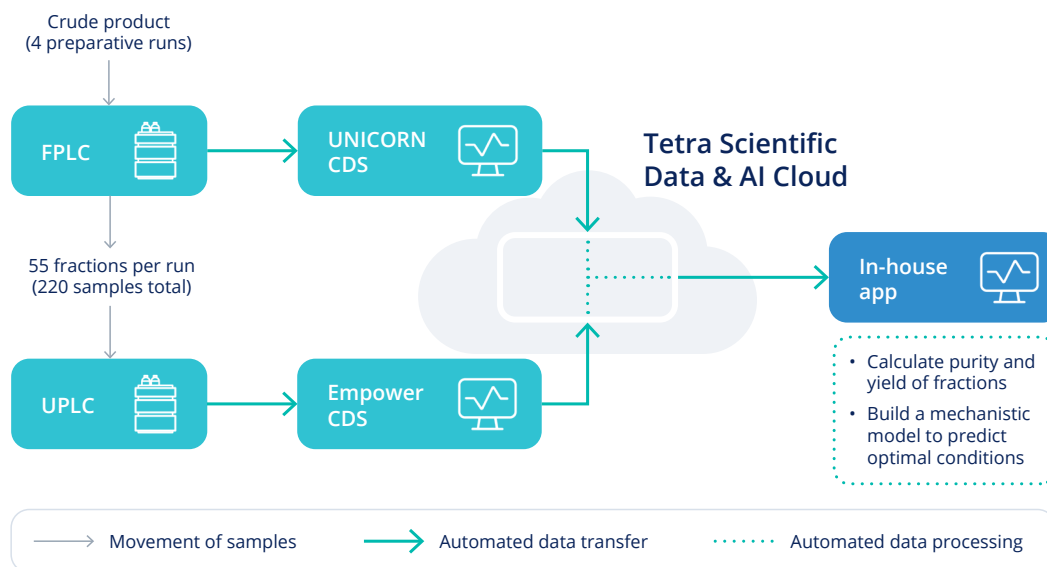 Crude product
(4 preparative runs)
FPLC
UNICORN
CDS
Tetra Scientific
Data & AI Cloud
55 fractions per run
(220 samples total)
In-house
app
UPLC
Empower
CDS
• Calculate purity and
yield of fractions
• Build a mechanistic
model to predict
optimal conditions
Movement of samples
Automated data transfer
Automated data processing